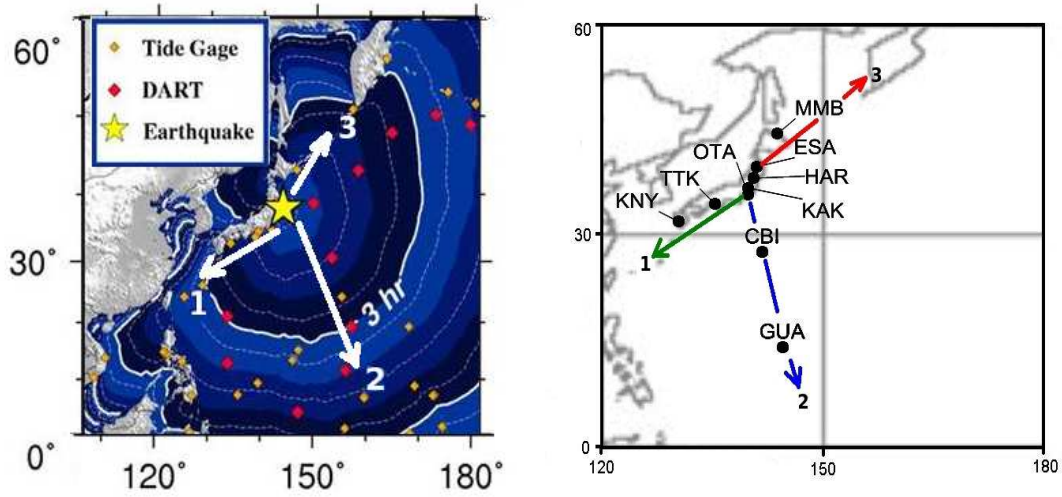 60°
Tide Gage
DART
Earthquake
3
30°
1
3 hr
2
0°
120°
150°
180°
60
3
MMB
OTA
ESA
TTK
HAR
KNY
KAK
30
CBI
1
GUA
2
0
120
150
180